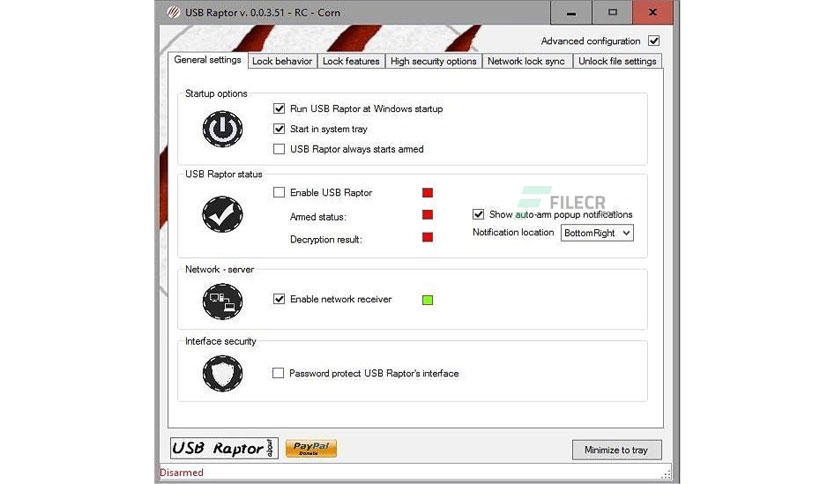 USB Raptor v. 0.0.3.51 - RC - Corn
Advanced configuration
General settings
Lock behavior
Lock features
High security options
Network lock sync
Unlock file settings
Startup options
Run USB Raptor at Windows startup
Start in system tray
USB Raptor always starts armed
USB Raptor status
Enable USB Raptor
Armed status:
Decryption result:
FILECR
Show auto-arm popup notifications
Notification location
BottomRight
Network - server
Enable network receiver
Interface security
Password protect USB Raptor's interface
USB Raptor
about
PayPal
Donate
Minimize to tray
Disarmed